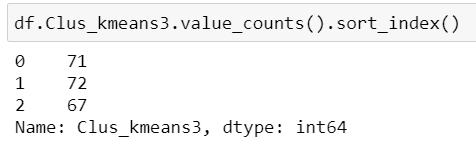 df.Clus_kmeans3.value_counts().sort_index()
0    71
1    72
2    67
Name: Clus_kmeans3, dtype: int64